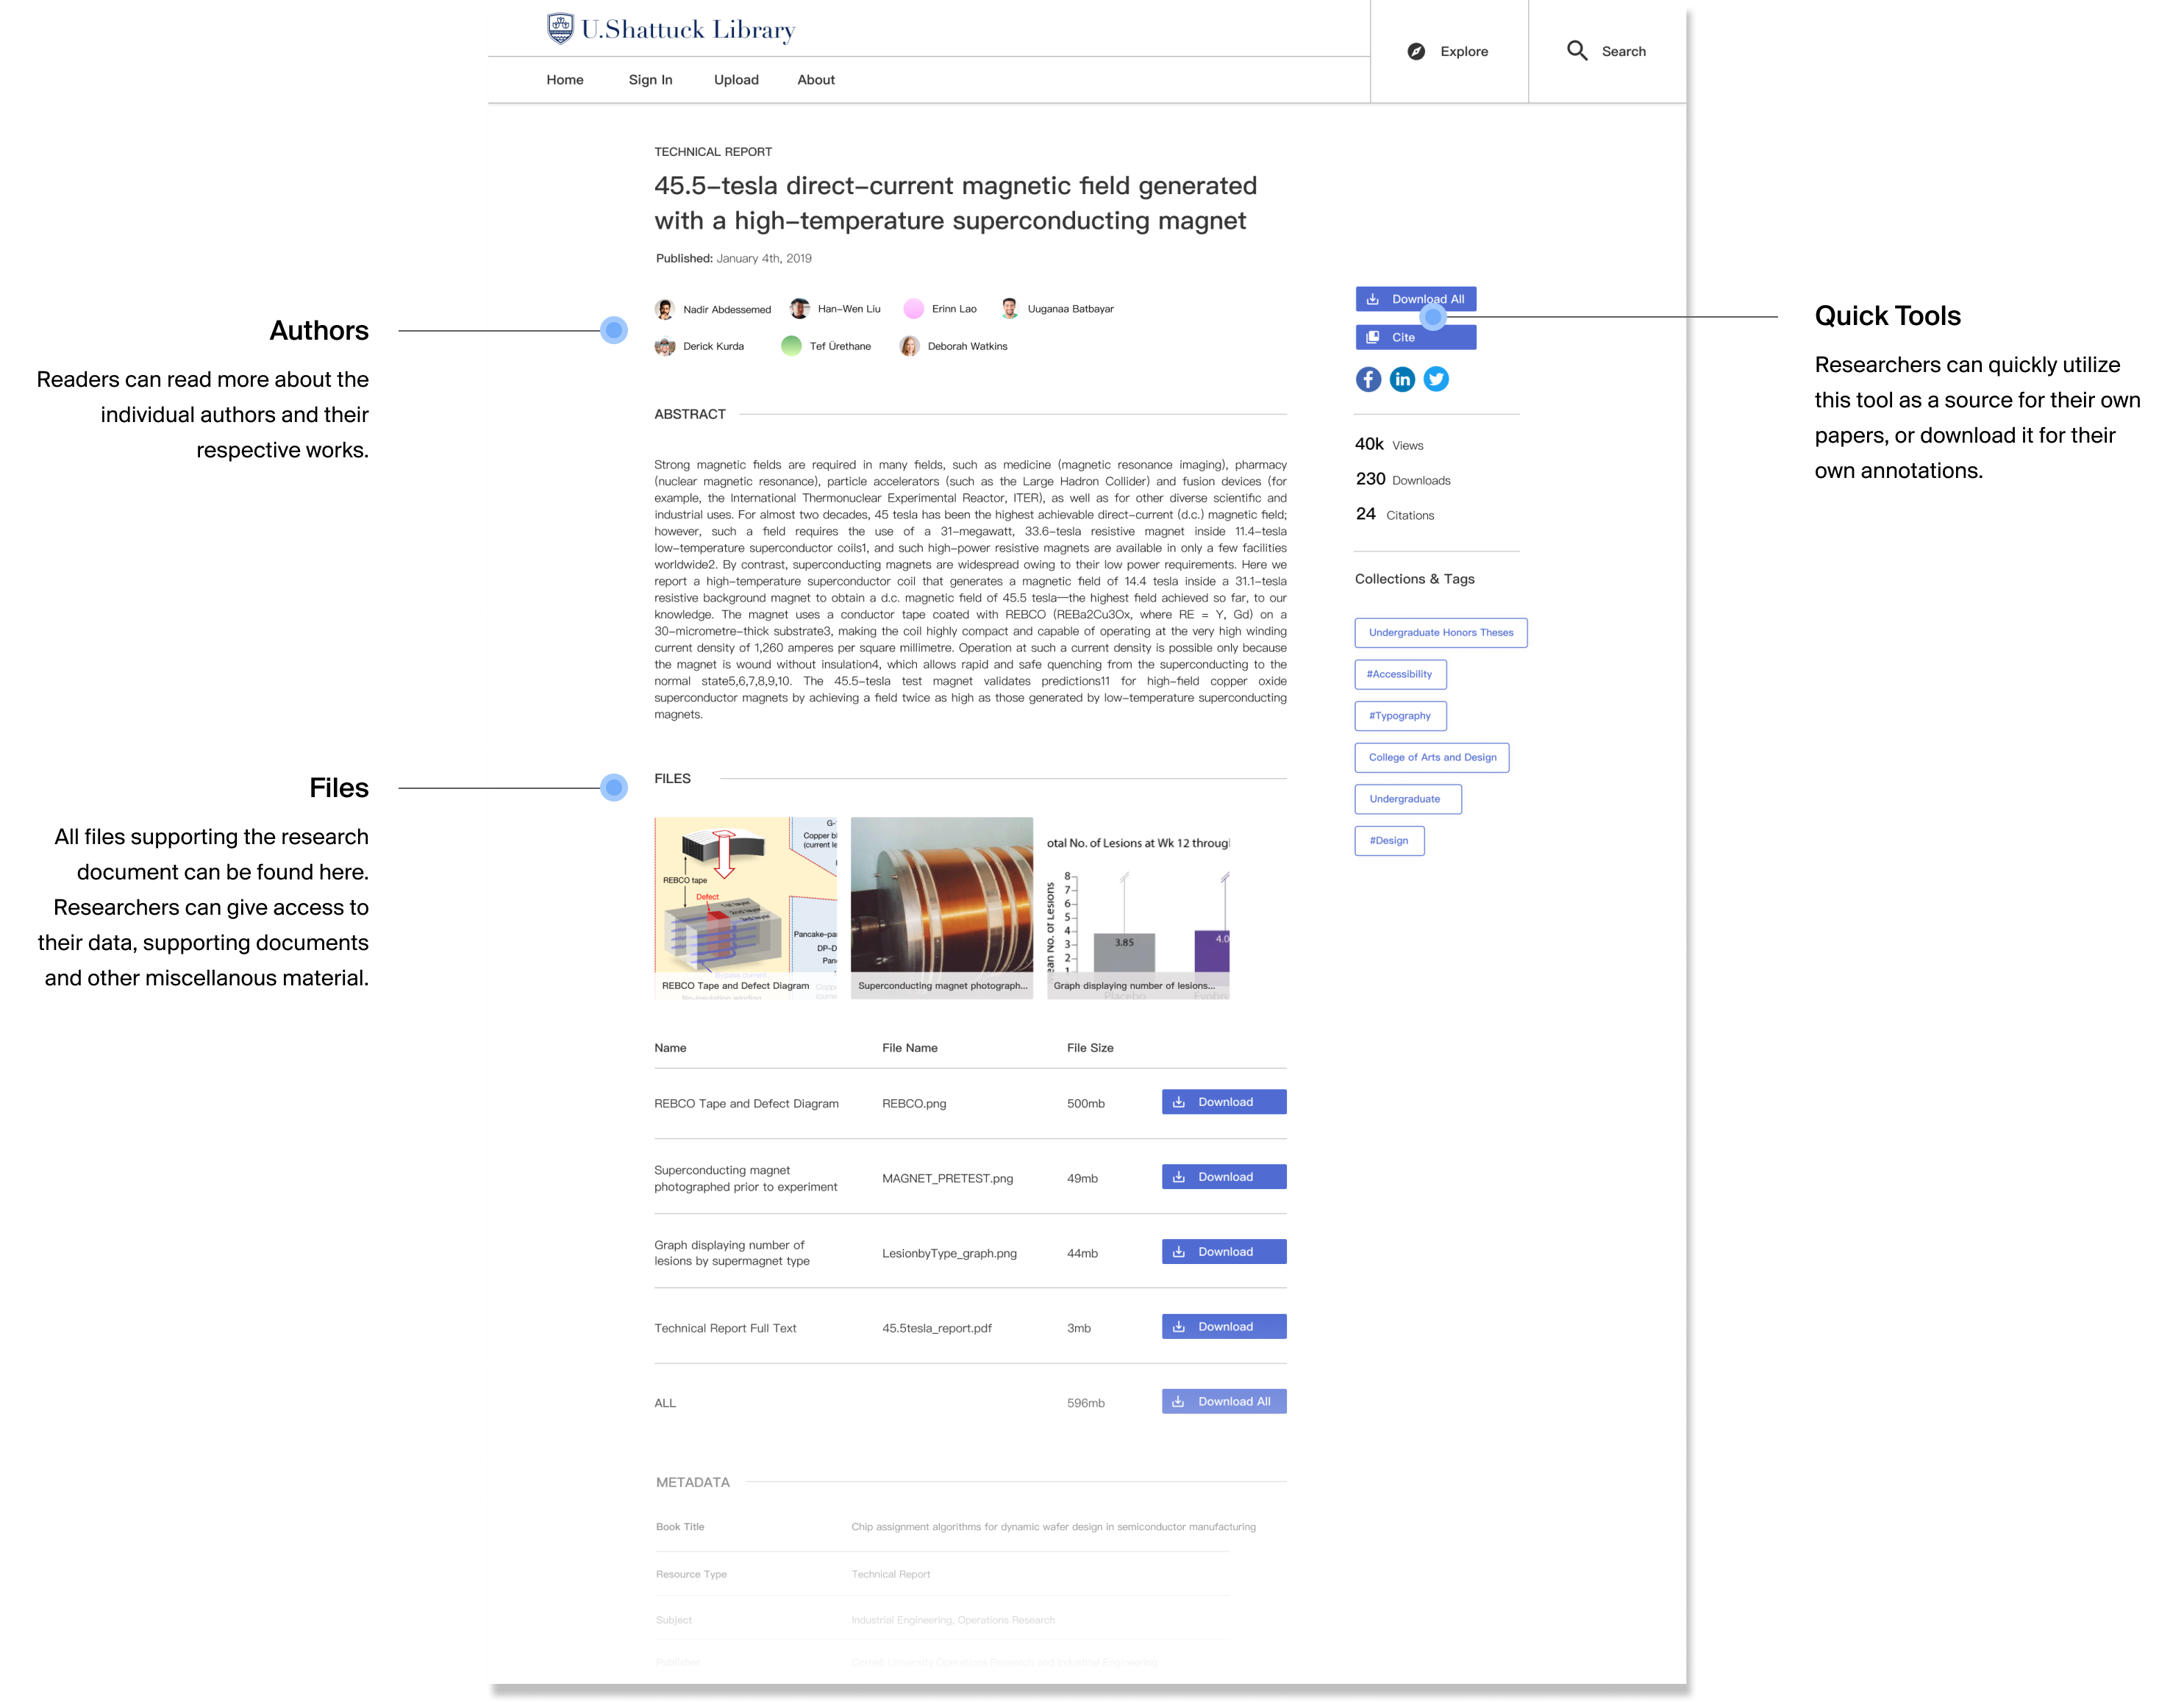 U.Shattuck Library
Explore
Search
Home
Sign In
Upload
About
TECHNICAL REPORT
45.5–tesla direct–current magnetic field generated
with a high–temperature superconducting magnet
Published: January 4th, 2019
Nadir Abdessemed
Han–Wen Liu
Erinn Lao
Uuganaa Batbayar
Derick Kurda
Tef Ürethane
Deborah Watkins
Authors
Readers can read more about the
individual authors and their
respective works.
Download All
Cite
Quick Tools
Researchers can quickly utilize
this tool as a source for their own
papers, or download it for their
own annotations.
ABSTRACT
Strong magnetic fields are required in many fields, such as medicine (magnetic resonance imaging), pharmacy
(nuclear magnetic resonance), particle accelerators (such as the Large Hadron Collider) and fusion devices (for
example, the International Thermonuclear Experimental Reactor, ITER), as well as for other diverse scientific and
industrial uses. For almost two decades, 45 tesla has been the highest achievable direct–current (d.c.) magnetic field;
however, such a field requires the use of a 31–megawatt, 33.6–tesla resistive magnet inside 11.4–tesla
low–temperature superconductor coils1, and such high–power resistive magnets are available in only a few facilities
worldwide2. By contrast, superconducting magnets are widespread owing to their low power requirements. Here we
report a high–temperature superconductor coil that generates a magnetic field of 14.4 tesla inside a 31.1–tesla
resistive background magnet to obtain a d.c. magnetic field of 45.5 tesla—the highest field achieved so far, to our
knowledge. The magnet uses a conductor tape coated with REBCO (REBa2Cu3Ox, where RE = Y, Gd) on a
30–micrometre–thick substrate3, making the coil highly compact and capable of operating at the very high winding
current density of 1,260 amperes per square millimetre. Operation at such a current density is possible only because
the magnet is wound without insulation4, which allows rapid and safe quenching from the superconducting to the
normal state5,6,7,8,9,10. The 45.5–tesla test magnet validates predictions11 for high–field copper oxide
superconductor magnets by achieving a field twice as high as those generated by low–temperature superconducting
magnets.
40k Views
230 Downloads
24 Citations
Collections & Tags
Undergraduate Honors Theses
#Accessibility
#Typography
College of Arts and Design
Undergraduate
#Design
Files
All files supporting the research
document can be found here.
Researchers can give access to
their data, supporting documents
and other miscellanous material.
FILES
G-
Copper bl
(current le
REBCO tape
Defect
1st layer
2nd layer
3rd layer
Pancake-pa
DP-D
Pan
Bypass current
No-insulation winding
REBCO Tape and Defect Diagram
Superconducting magnet photograph...
otal No. of Lesions at Wk 12 throug
ean No. of Lesions
8
7
6
5
4
3
2
1
3.85
4.0
Placebo
Graph displaying number of lesions...
Name
File Name
File Size
REBCO Tape and Defect Diagram
REBCO.png
500mb
Download
Superconducting magnet
photographed prior to experiment
MAGNET_PRETEST.png
49mb
Download
Graph displaying number of
lesions by supermagnet type
LesionbyType_graph.png
44mb
Download
Technical Report Full Text
45.5tesla_report.pdf
3mb
Download
ALL
596mb
Download All
METADATA
Book Title
Chip assignment algorithms for dynamic wafer design in semiconductor manufacturing
Resource Type
Technical Report
Subject
Industrial Engineering, Operations Research
Publisher
Cornell University Operations Research and Industrial Engineering